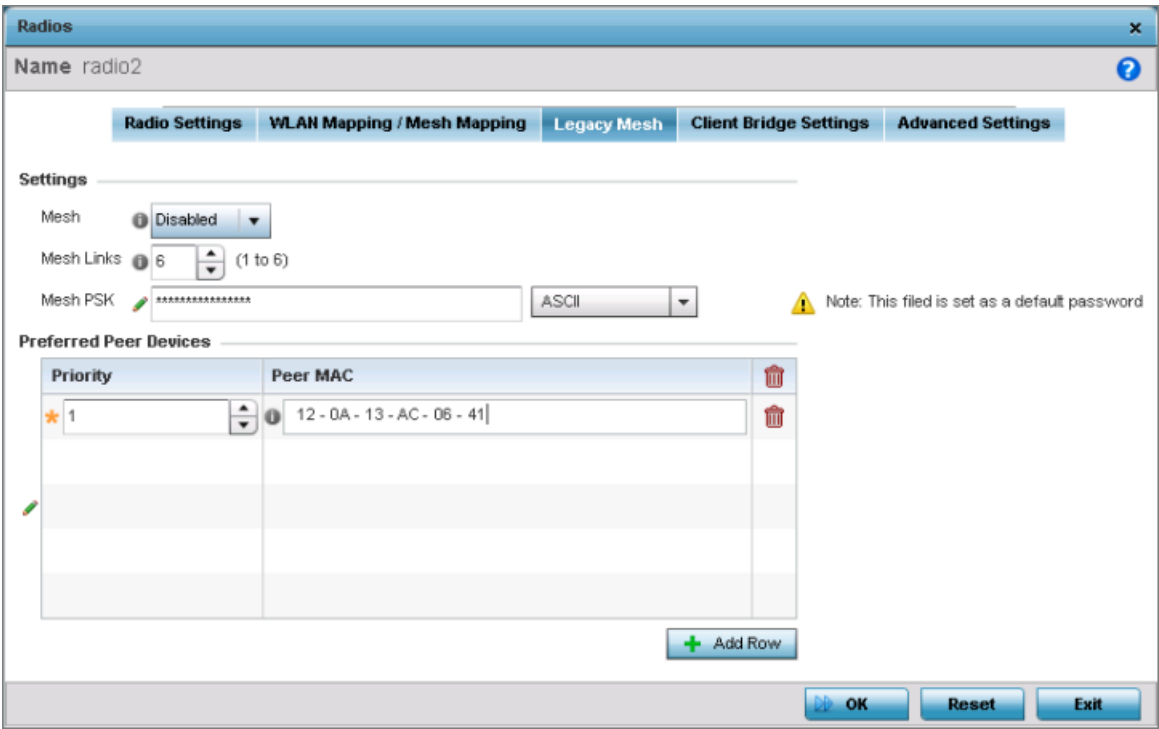 Radios
Name radio2
Radio Settings WLAN Mapping / Mesh Mapping Legacy Mesh Client Bridge Settings Advanced Settings
Settings
Mesh Disabled
Mesh Links 6 (1 to 6)
Mesh PSK **************** ASCII Note: This filed is set as a default password
Preferred Peer Devices
Priority Peer MAC
* 1 12 - 0A - 13 - AC - 06 - 41
+ Add Row
OK Reset Exit